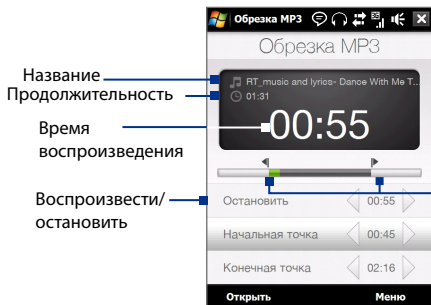 Обрезка MP3
Обрезка MP3
Название
RT_music and lyrics- Dance With Me T...
Продолжительность
01:31
Время
воспроизведения
00:55
Воспроизвести/
остановить
Остановить 00:55
Начальная точка 00:45
Конечная точка 02:16
Открыть Меню